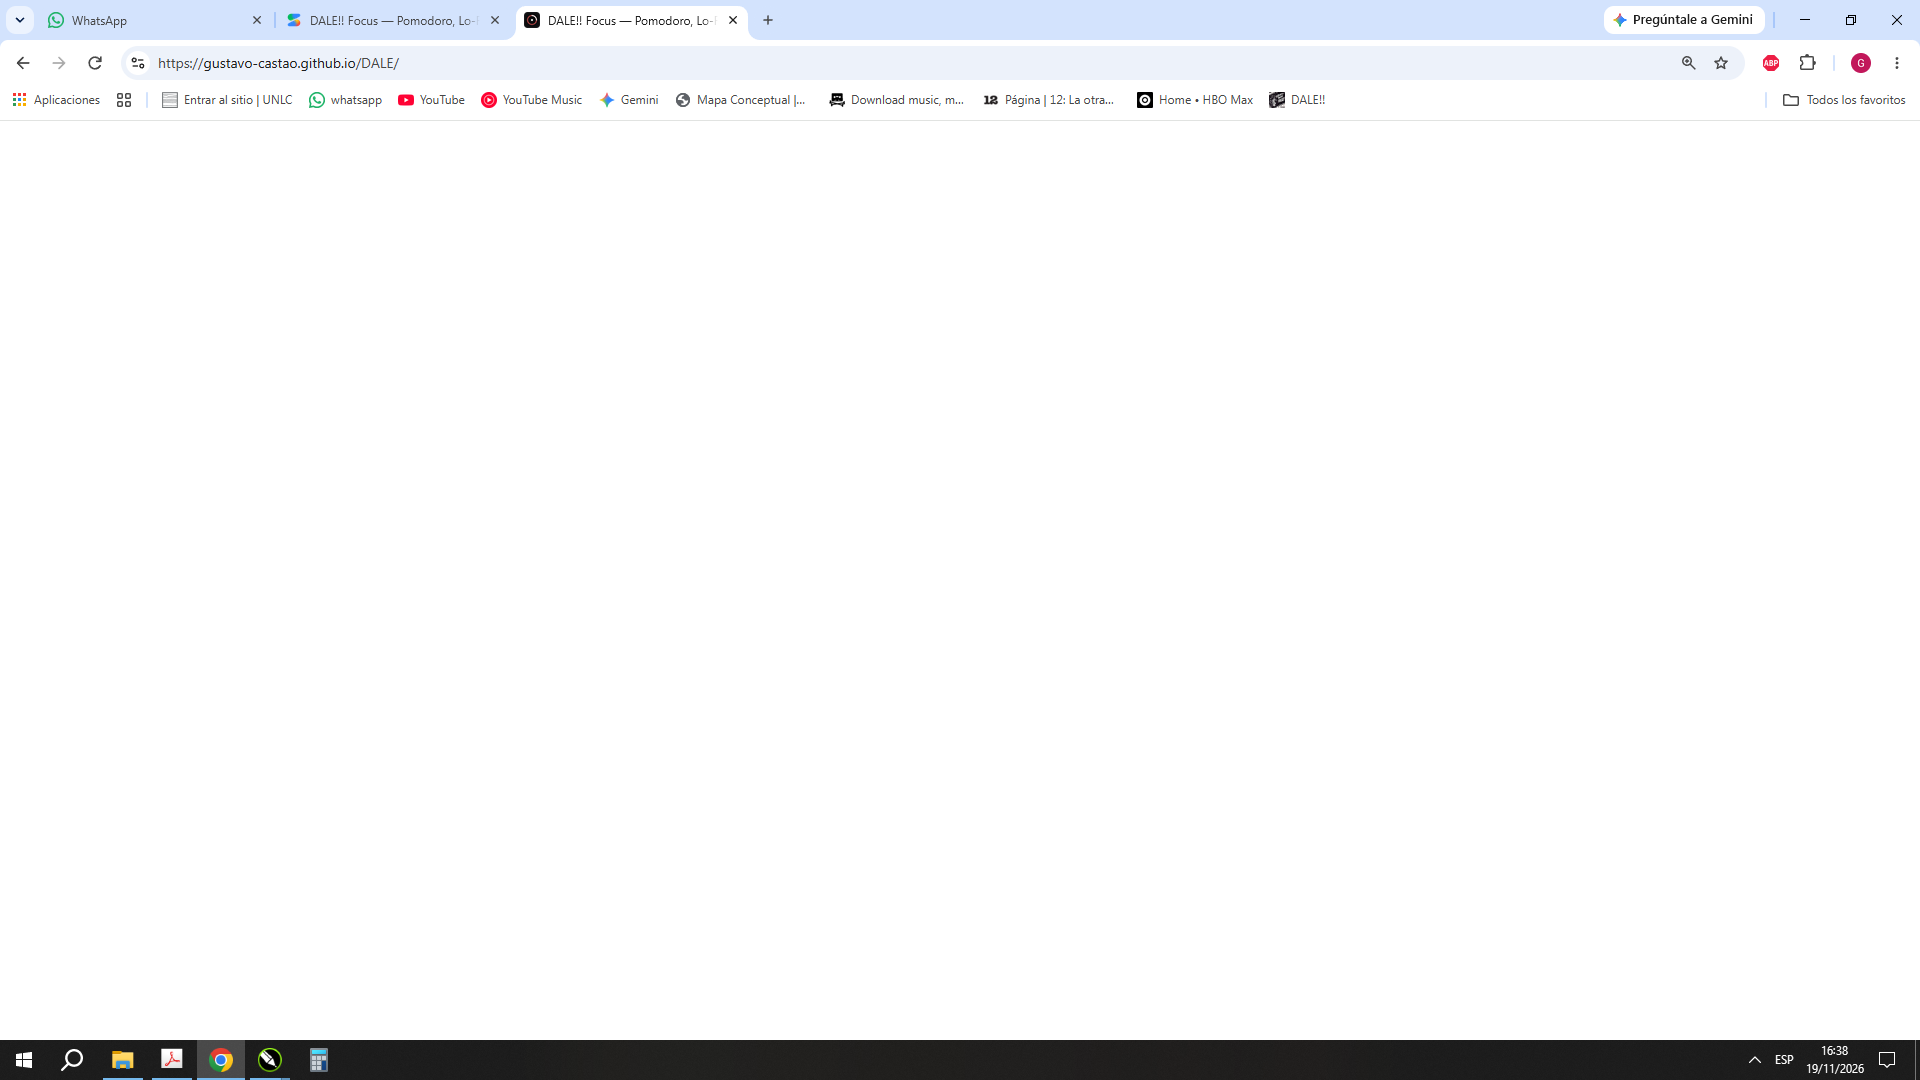 WhatsApp
DALE!! Focus — Pomodoro, Lo-
DALE!! Focus — Pomodoro, Lo-
Pregúntale a Gemini
https://gustavo-castao.github.io/DALE/
ABP
G
Aplicaciones
Entrar al sitio | UNLC
whatsapp
YouTube
YouTube Music
Gemini
Mapa Conceptual |...
Download music, m...
12
Página | 12: La otra...
Home • HBO Max
DALE!!
Todos los favoritos
ESP
16:38
19/11/2026